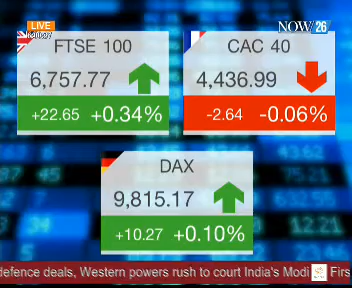 LIVE
NOW 26
FTSE 100
6,757.77
+22.65 +0.34%
CAC 40
4,436.99
-2.64 -0.06%
DAX
9,815.17
+10.27 +0.10%
defence deals, Western powers rush to court India's Modi Firs